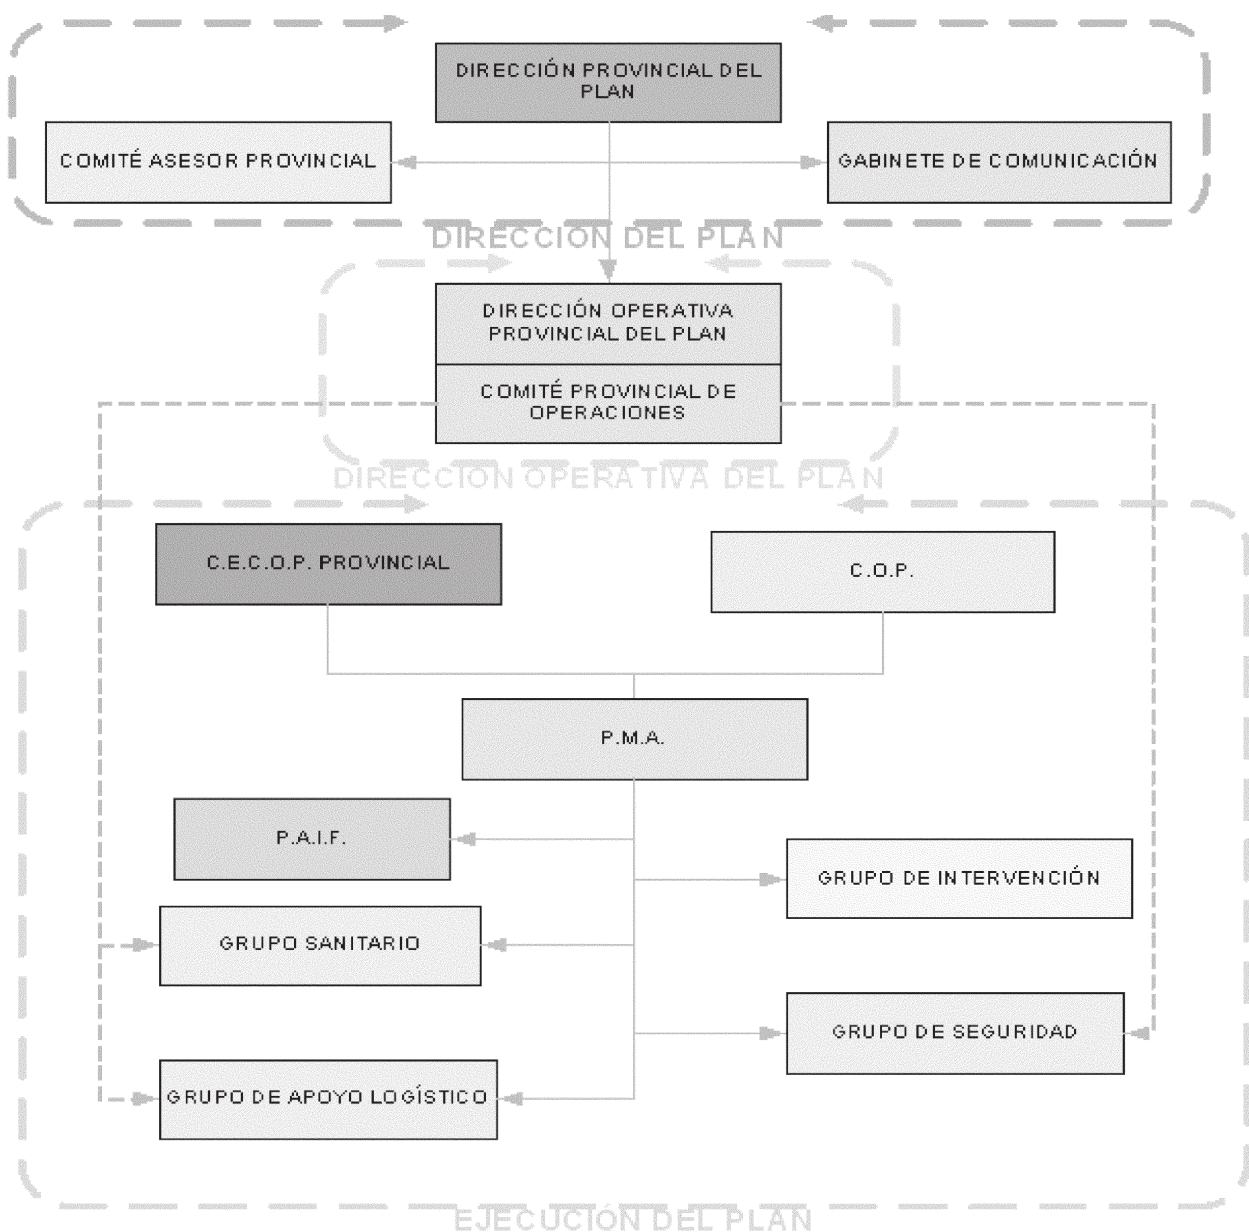 DIRECCIÓN PROVINCIAL DEL
PLAN
COMITÉ ASESOR PROVINCIAL
GABINETE DE COMUNICACIÓN
DIRECCIÓN DEL PLAN
DIRECCIÓN OPERATIVA
PROVINCIAL DEL PLAN
COMITÉ PROVINCIAL DE
OPERACIONES
DIRECCION OPERATIVA DEL PLAN
C.E.C.O.P. PROVINCIAL
C.O.P.
P.M.A.
P.A.I.F.
GRUPO DE INTERVENCIÓN
GRUPO SANITARIO
GRUPO DE SEGURIDAD
GRUPO DE APOYO LOGÍSTICO
EJECUCIÓN DEL PLAN